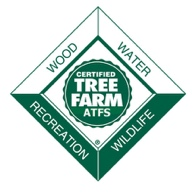 WOOD
WATER
CERTIFIED
TREE
FARM
ATFS
RECREATION
WILDLIFE
®